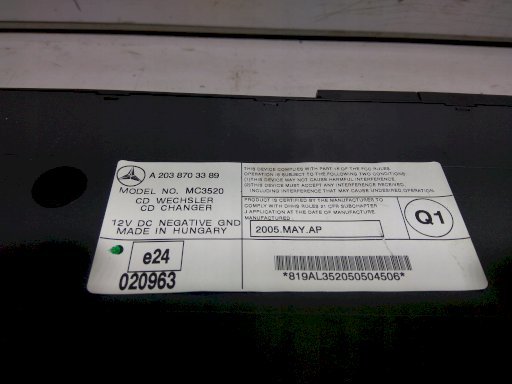 A 203 870 33 89
MODEL NO. MC3520
CD WECHSLER
CD CHANGER
12V DC NEGATIVE GND
MADE IN HUNGARY
e24
020963
THIS DEVICE COMPLIES WITH PART 15 OF THE FCC RULES
OPERATION IS SUBJECT TO THE FOLLOWING TWO CONDITIONS:
(1)THIS DEVICE MAY NOT CAUSE HARMFUL INTERFERENCE.
(2)THIS DEVICE MUST ACCEPT ANY INTERFERENCE RECEIVED,
INCLUDING INTERFERENCE THAT MAY CAUSE UNDESIRED OPERATION.
PRODUCT IS CERTIFIED BY THE MANUFACTURER TO
COMPLY WITH DHHS RULES 21 CFR SUBCHAPTER
J APPLICATION AT THE DATE OF MANUFACTURE
MANUFACTURED:
2005.MAY.AP
Q1
*819AL352050504506*